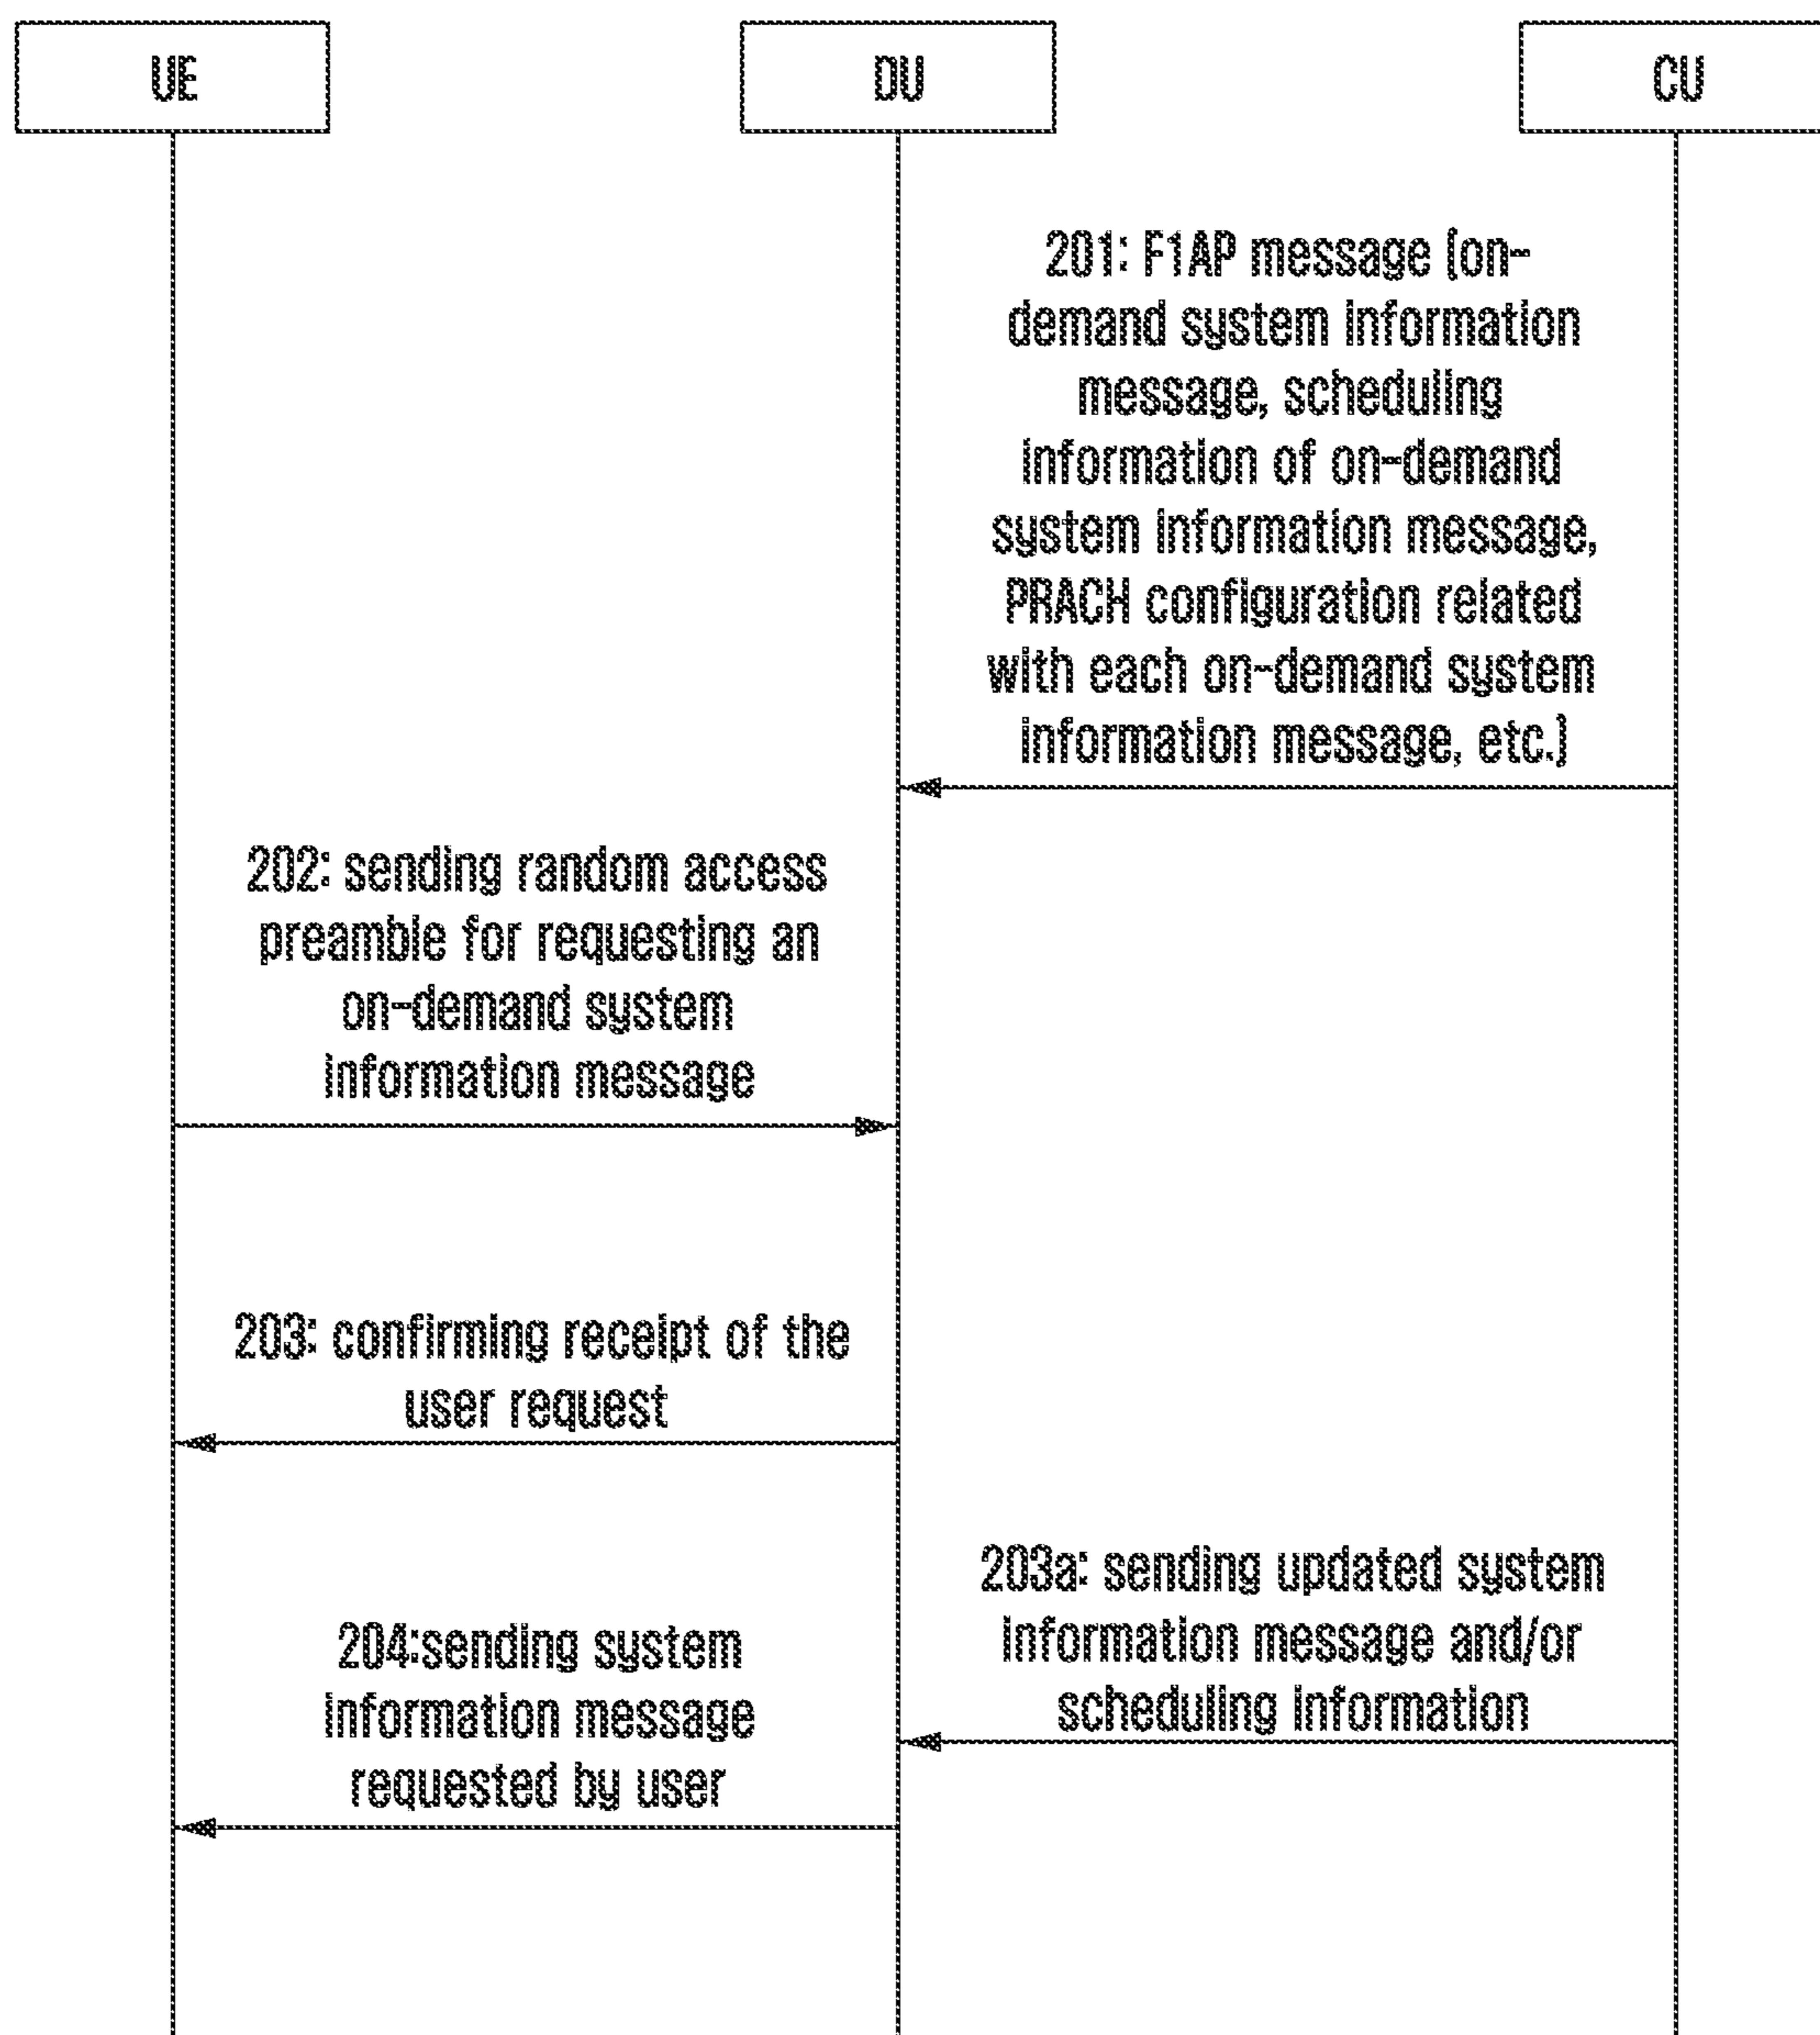 UE
DU
CU
201: F1AP message (on-
demand system information
message, scheduling
information of on-demand
system information message,
PRACH configuration related
with each on-demand system
information message, etc.)
202: sending random access
preamble for requesting an
on-demand system
information message
203: confirming receipt of the
user request
203a: sending updated system
information message and/or
scheduling information
204:sending system
information message
requested by user